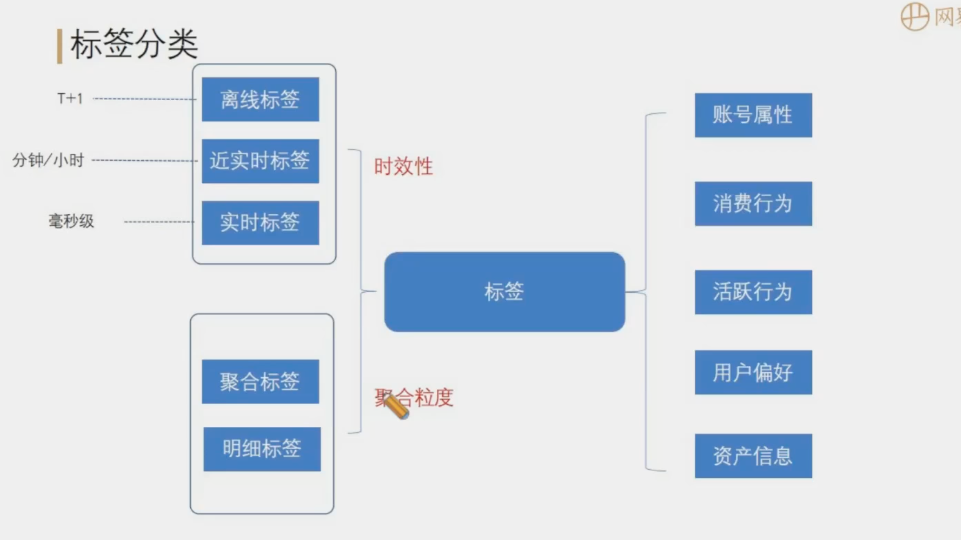 标签分类
网易
T+1
离线标签
分钟/小时
近实时标签
毫秒级
实时标签
时效性
标签
聚合标签
明细标签
聚合粒度
账号属性
消费行为
活跃行为
用户偏好
资产信息